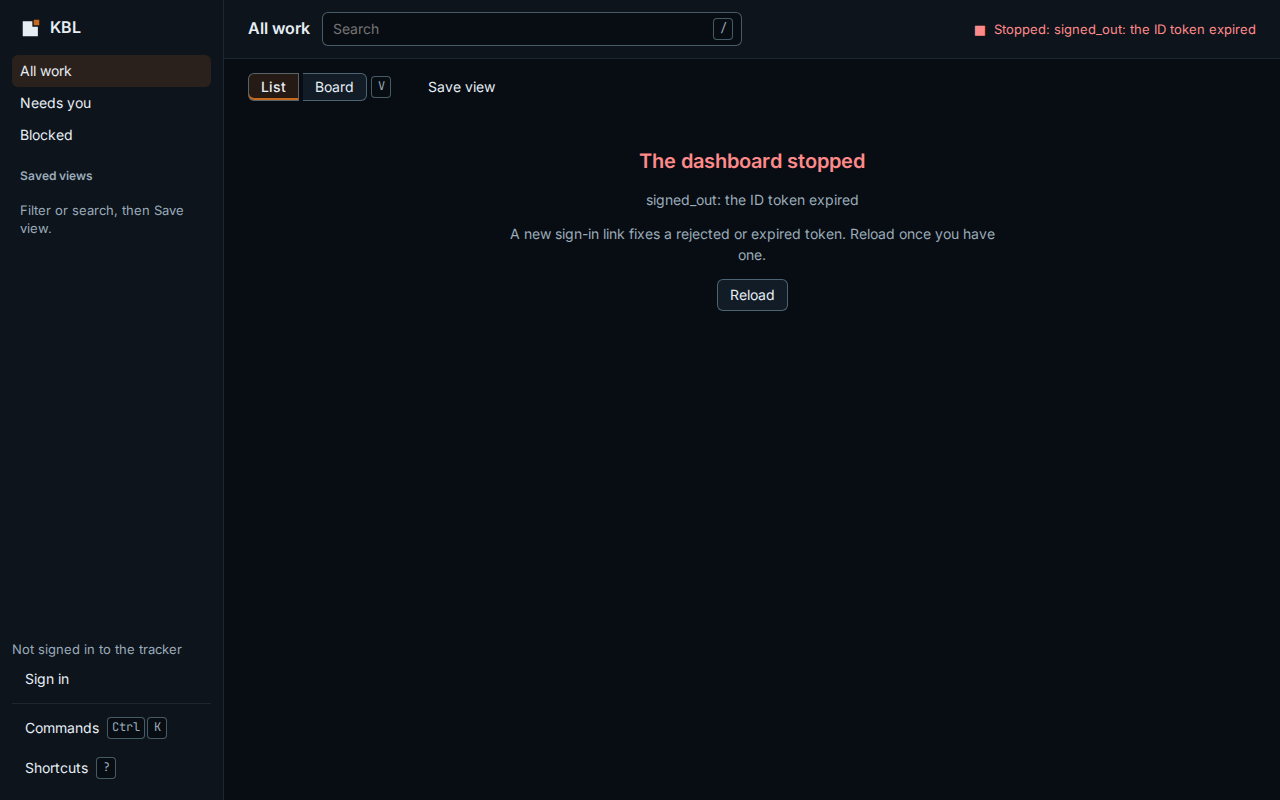 KBL
All work
Needs you
Blocked
Saved views
Filter or search, then Save
view.
Not signed in to the tracker
Sign in
Commands Ctrl K
Shortcuts ?
All work
Search /
Stopped: signed_out: the ID token expired
List Board V Save view
The dashboard stopped
signed_out: the ID token expired
A new sign-in link fixes a rejected or expired token. Reload once you have
one.
Reload